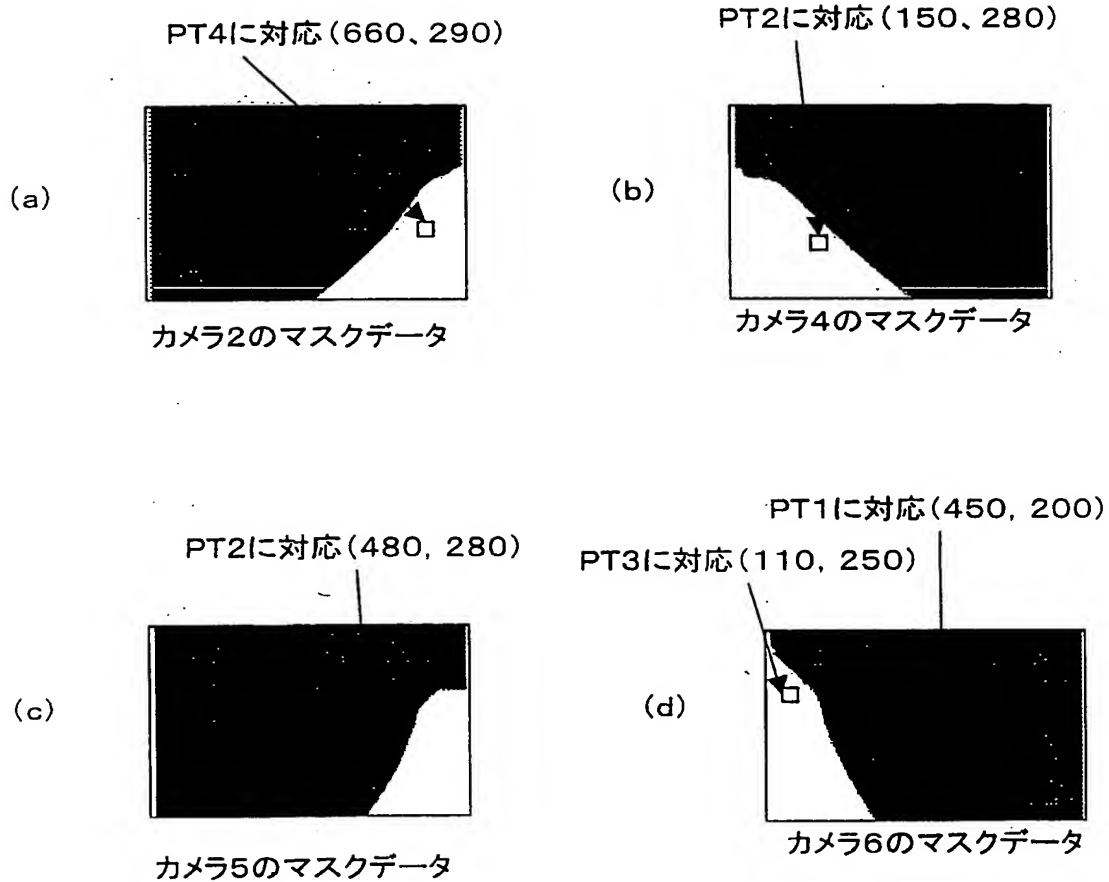 PT4に対応(660、290)
PT2に対応(150、280)
(a)
(b)
カメラ2のマスクデータ
カメラ4のマスクデータ
PT1に対応(450, 200)
PT2に対応(480, 280)
PT3に対応(110, 250)
(c)
(d)
カメラ5のマスクデータ
カメラ6のマスクデータ